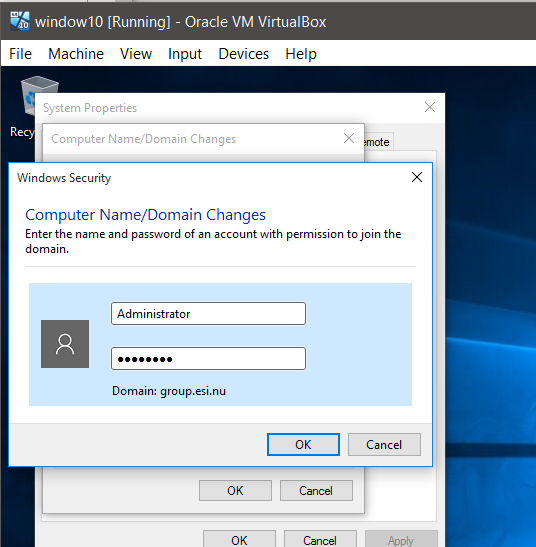 window10 [Running] - Oracle VM VirtualBox
File Machine View Input Devices Help
Recy
System Properties
Computer Name/Domain Changes
emote
Windows Security
Computer Name/Domain Changes
Enter the name and password of an account with permission to join the
domain.
Administrator
●●●●●●●●
Domain: group.esi.nu
OK Cancel
OK Cancel
OK Cancel Apply